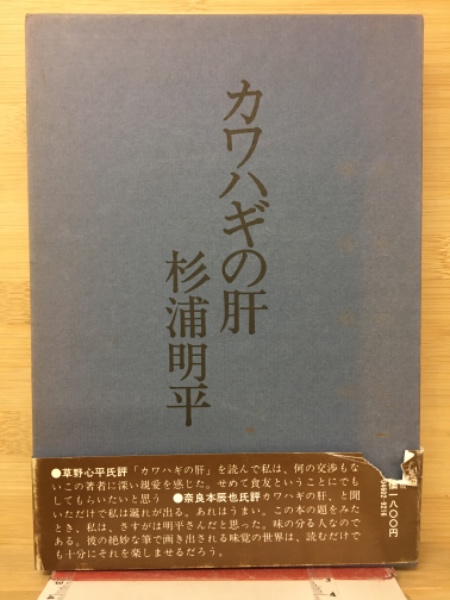 カワハギの肝
杉浦明平
●草野心平氏評「カワハギの肝」を読んで私は、何の交渉もな
いこの著者に深い親愛を感じた。せめて食友ということにでも
してもらいたいと思う ●奈良本辰也氏評カワハギの肝、と聞
いただけで私は涎れが出る。あれはうまい。この本の題をみた
とき、私は、さすがは明平さんだと思った。味の分る人なので
ある。彼の絶妙な筆で画き出される味覚の世界は、読むだけで
も十分にそれを楽しませるだろう。
一八〇〇円